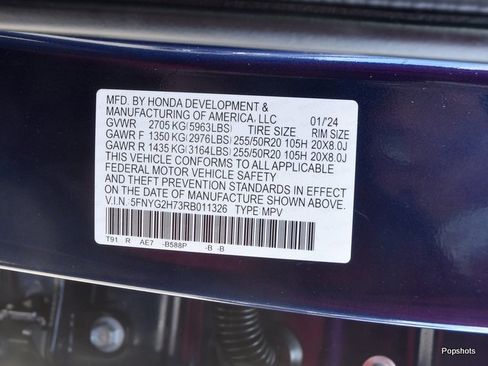 MFD. BY HONDA DEVELOPMENT &
MANUFACTURING OF AMERICA, LLC 01/'24
GVWR 2705 KG (5963LBS) TIRE SIZE RIM SIZE
GAWR F 1350 KG (2976LBS) 255/50R20 105H 20X8.0J
GAWR R 1435 KG (3164LBS) 255/50R20 105H 20X8.0J
THIS VEHICLE CONFORMS TO ALL APPLICABLE
FEDERAL MOTOR VEHICLE SAFETY
AND THEFT PREVENTION STANDARDS IN EFFECT
ON THE DATE OF MANUFACTURE SHOWN ABOVE.
V.I.N. 5FNYG2H73RB011326 TYPE MPV
T91 R AE7 -B588P -B -B
Popshots